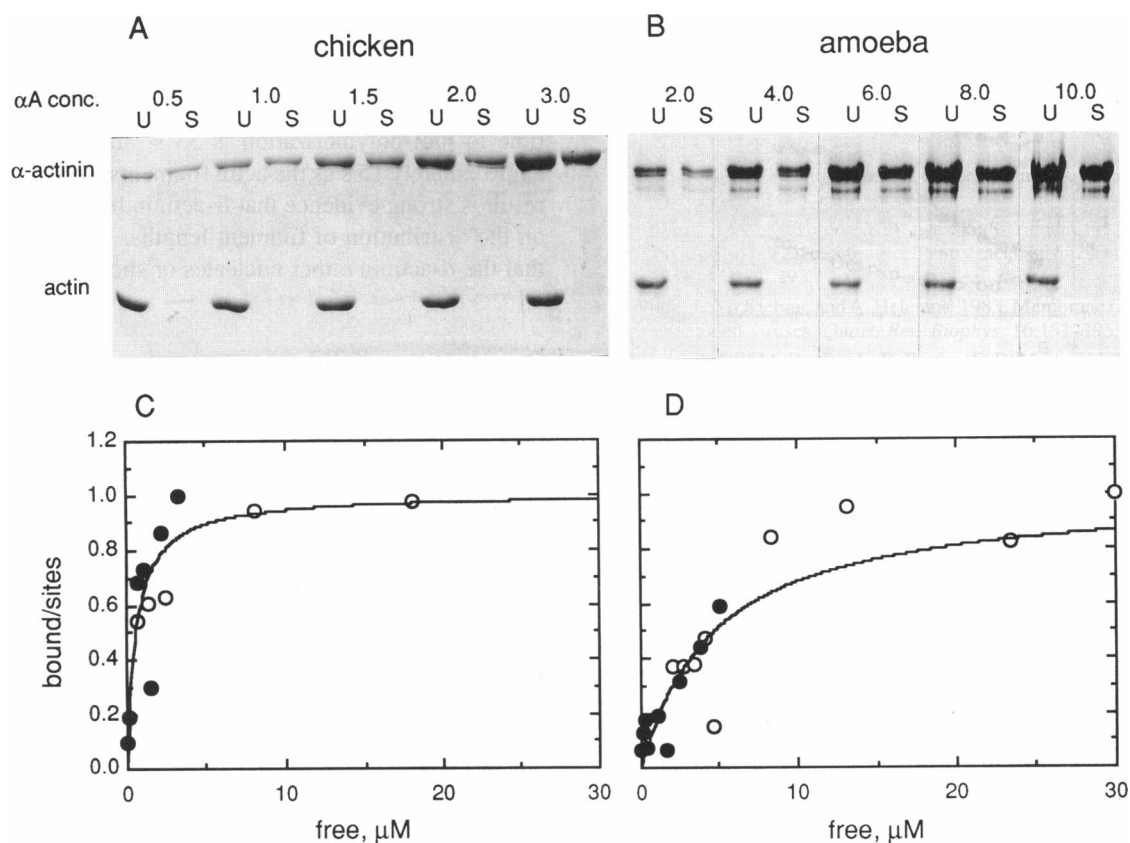 A
chicken
αA conc. 0.5 1.0 1.5 2.0 3.0
U S U S U S U S U S
α-actinin
actin
B
amoeba
2.0 4.0 6.0 8.0 10.0
U S U S U S U S U S
C
bound/sites
1.2
1.0
0.8
0.6
0.4
0.2
0.0
0 10 20 30
free, μM
D
0 10 20 30
free, μM